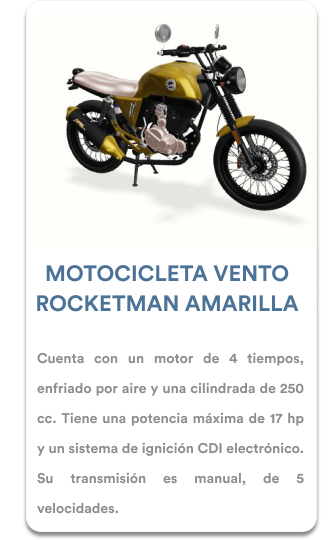 MOTOCICLETA VENTO
ROCKETMAN AMARILLA
Cuenta con un motor de 4 tiempos,
enfriado por aire y una cilindrada de 250
cc. Tiene una potencia máxima de 17 hp
y un sistema de ignición CDI electrónico.
Su transmisión es manual, de 5
velocidades.